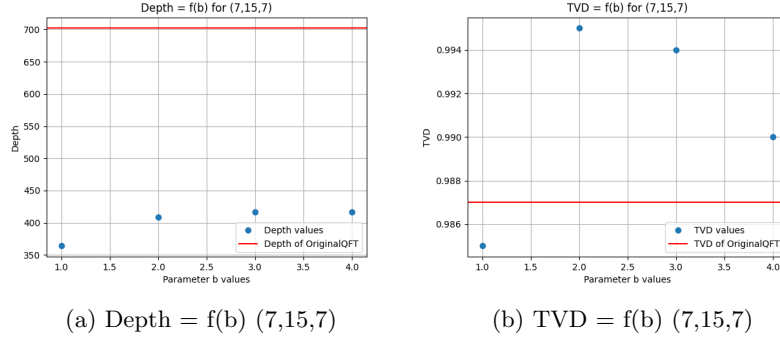 Depth = f(b) for (7,15,7)
700
650
600
550
500
450
400
350
Depth
Depth values
Depth of OriginalQFT
1.0 1.5 2.0 2.5 3.0 3.5 4.0
Parameter b values
(a) Depth = f(b) (7,15,7)
TVD = f(b) for (7,15,7)
0.994
0.992
0.990
0.988
0.986
TVD
TVD values
TVD of OriginalQFT
1.0 1.5 2.0 2.5 3.0 3.5 4.0
Parameter b values
(b) TVD = f(b) (7,15,7)